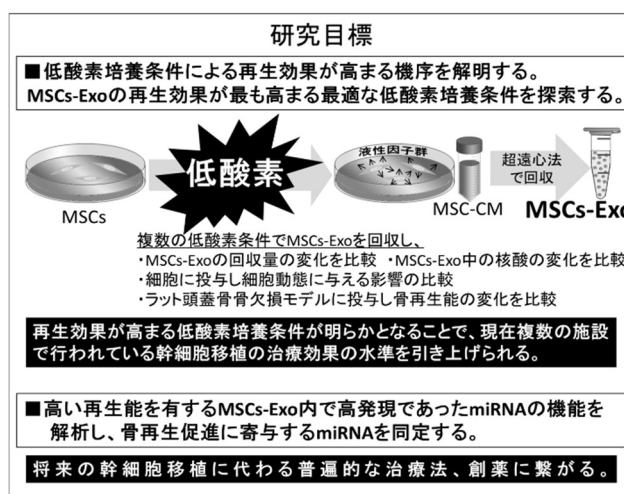 研究目標
■低酸素培養条件による再生効果が高まる機序を解明する。
MSCs-Exoの再生効果が最も高まる最適な低酸素培養条件を探索する。
低酸素
液性因子群
超遠心法
で回収
MSCs
MSC-CM
MSCs-Exo
複数の低酸素条件でMSCs-Exoを回収し、
・MSCs-Exoの回収量の変化を比較 ・MSCs-Exo中の核酸の変化を比較
・細胞に投与し細胞動態に与える影響の比較
・ラット頭蓋骨骨欠損モデルに投与し骨再生能の変化を比較
再生効果が高まる低酸素培養条件が明らかとなることで、現在複数の施設
で行われている幹細胞移植の治療効果の水準を引き上げられる。
■高い再生能を有するMSCs-Exo内で高発現であったmiRNAの機能を
解析し、骨再生促進に寄与するmiRNAを同定する。
将来の幹細胞移植に代わる普遍的な治療法、創薬に繋がる。